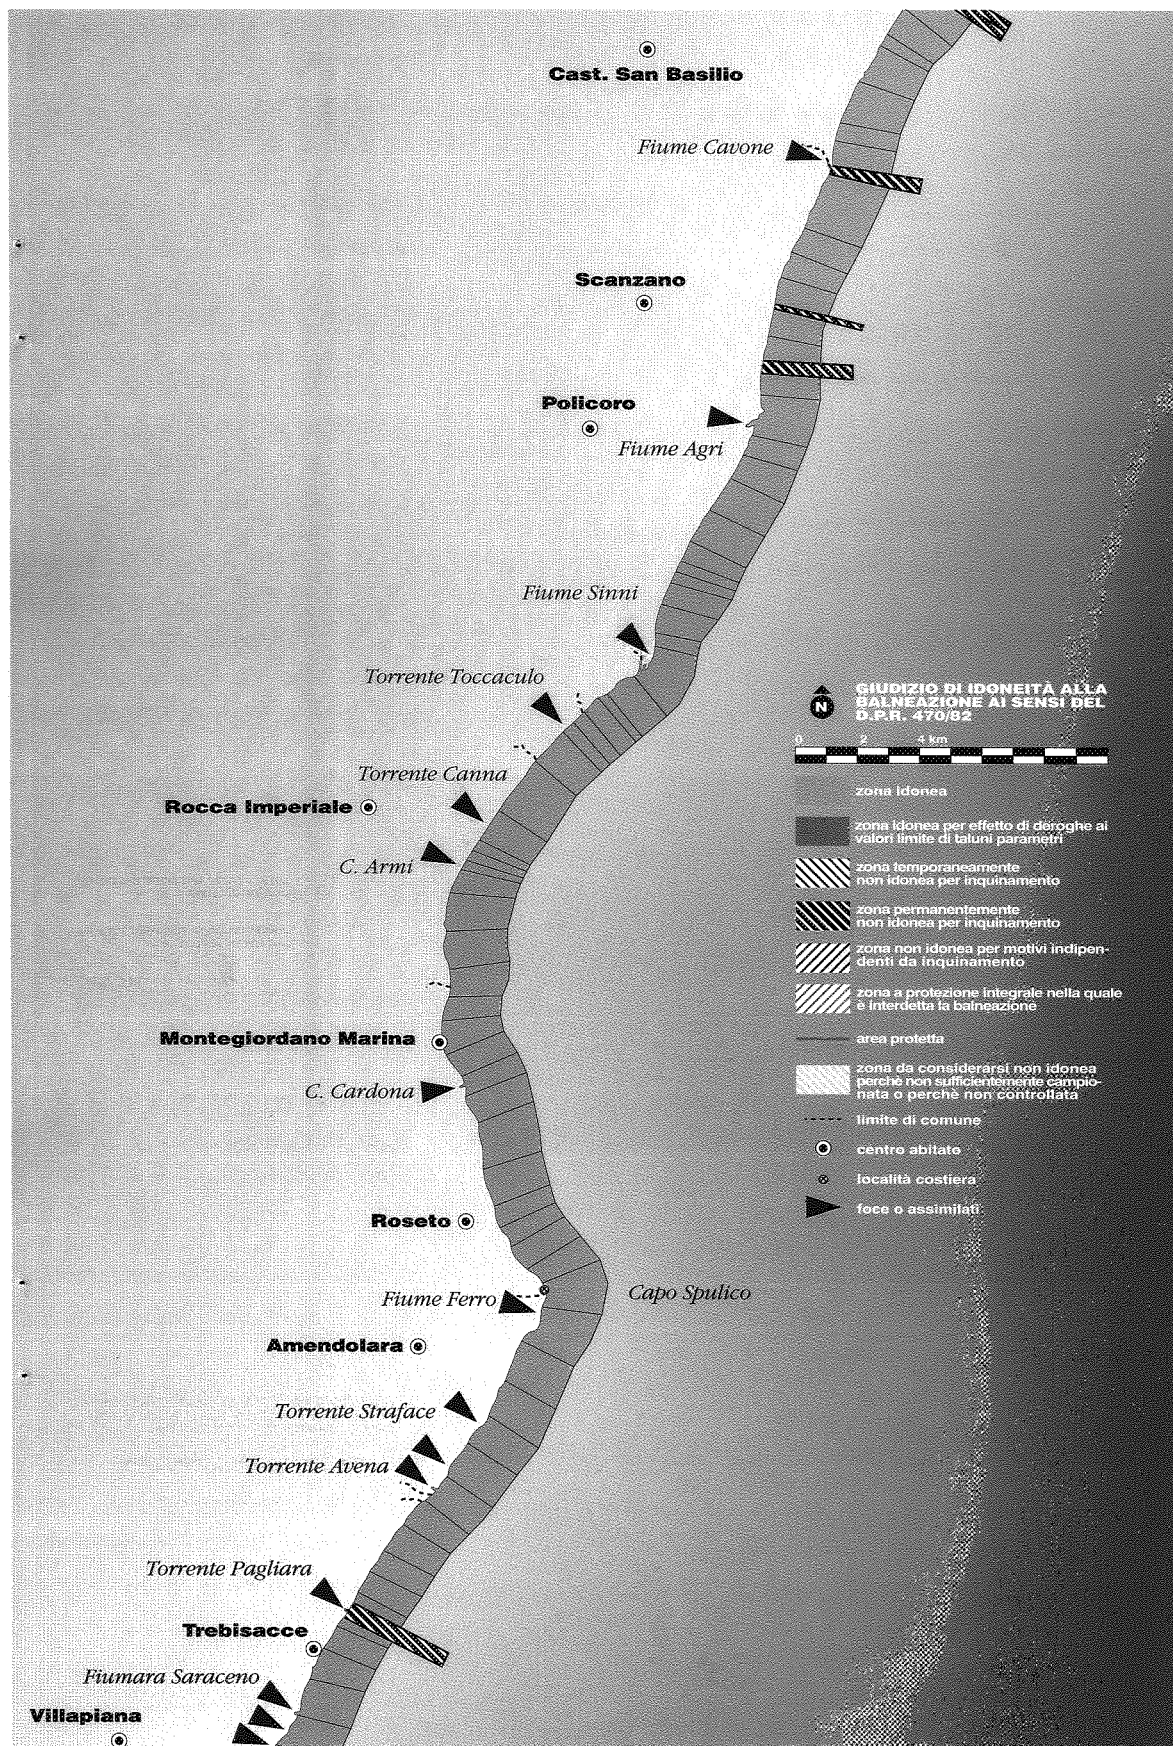 Cast. San Basilio
Fiume Cavone
Scanzano
Policoro
Fiume Agri
Fiume Sinni
Torrente Toccaculo
Torrente Canna
Rocca Imperiale
C. Armi
Montegiordano Marina
C. Cardona
Roseto
Fiume Ferro
Capo Spulico
Amendolara
Torrente Straface
Torrente Avena
Torrente Pagliara
Trebisacce
Fiumara Saraceno
Villapiana
N
GIUDIZIO DI IDONEITÀ ALLA
BALNEAZIONE AI SENSI DEL
D.P.R. 470/82
0 2 4 km
zona idonea
zona idonea per effetto di deroghe ai
valori limite di taluni parametri
zona temporaneamente
non idonea per inquinamento
zona permanentemente
non idonea per inquinamento
zona non idonea per motivi indipen-
denti da inquinamento
zona a protezione integrale nella quale
è interdetta la balneazione
area protetta
zona da considerarsi non idonea
perchè non sufficientemente campio-
nata o perchè non controllata
limite di comune
centro abitato
località costiera
foce o assimilati